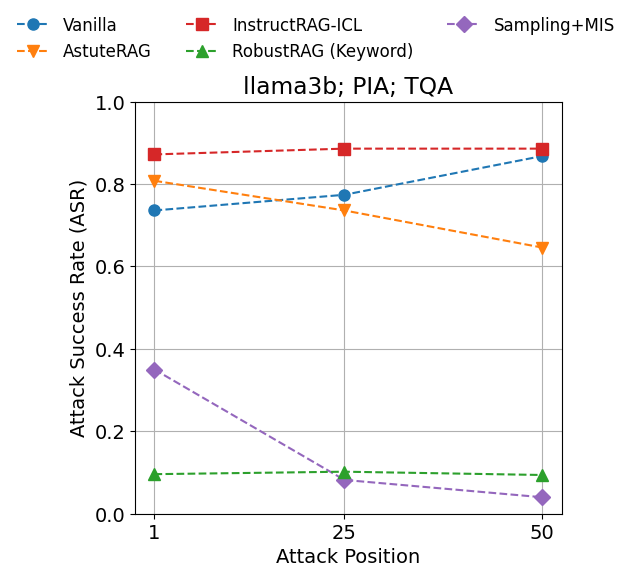 Vanilla
AstuteRAG
InstructRAG-ICL
RobustRAG (Keyword)
Sampling+MIS
llama3b; PIA; TQA
Attack Success Rate (ASR)
1.0
0.8
0.6
0.4
0.2
0.0
1 25 50
Attack Position